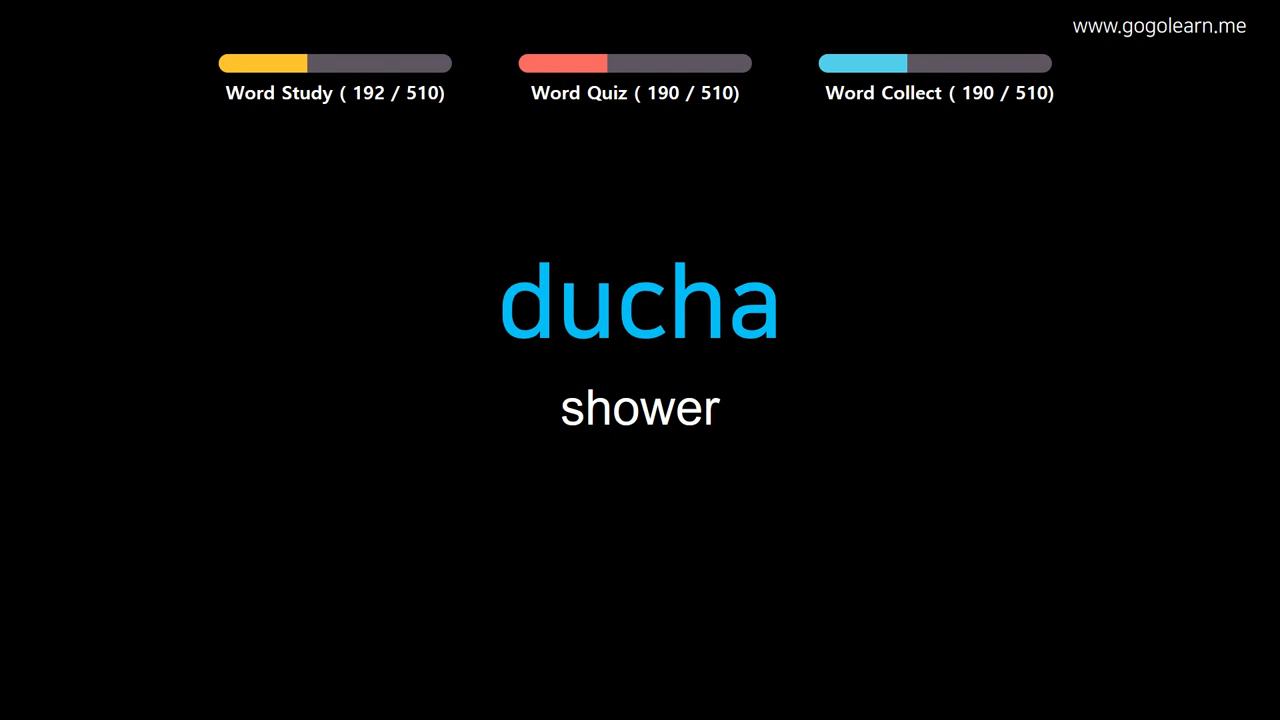 www.gogolearn.me
Word Study ( 192 / 510)
Word Quiz ( 190 / 510)
Word Collect ( 190 / 510)
ducha
shower